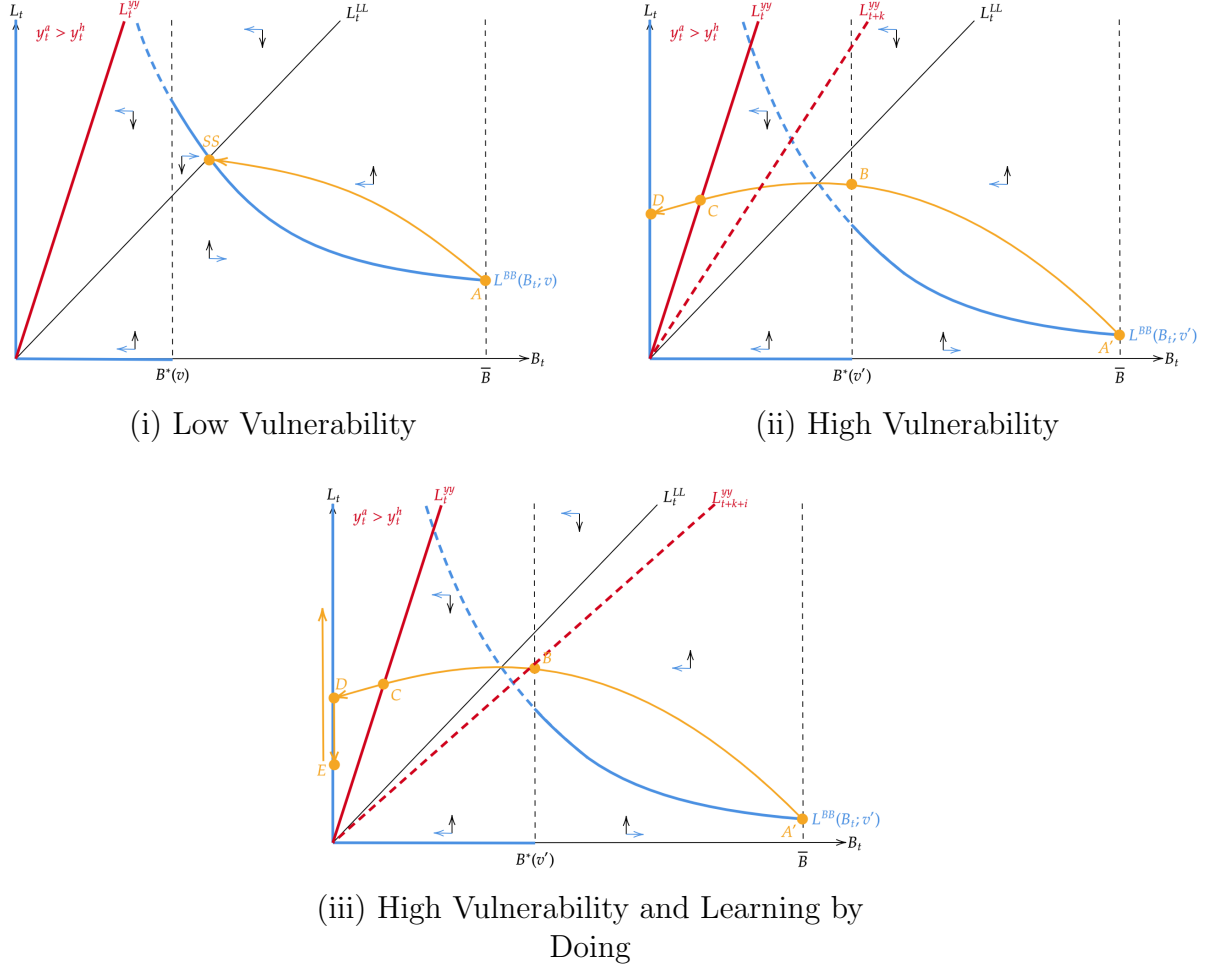 L_t
y_t^a > y_t^h
L_t^{yy}
L_t^{LL}
SS
A
L^{BB}(B_t; v)
B*(v)
B̅
B_t
(i) Low Vulnerability
L_t
y_t^a > y_t^h
L_t^{yy}
L_{t+k}^{yy}
L_t^{LL}
D
C
B
A′
L^{BB}(B_t; v′)
B*(v′)
B̅
B_t
(ii) High Vulnerability
L_t
y_t^a > y_t^h
L_t^{yy}
L_t^{LL}
L_{t+k+i}^{yy}
D
C
B
E
A′
L^{BB}(B_t; v′)
B*(v′)
B̅
B_t
(iii) High Vulnerability and Learning by
Doing